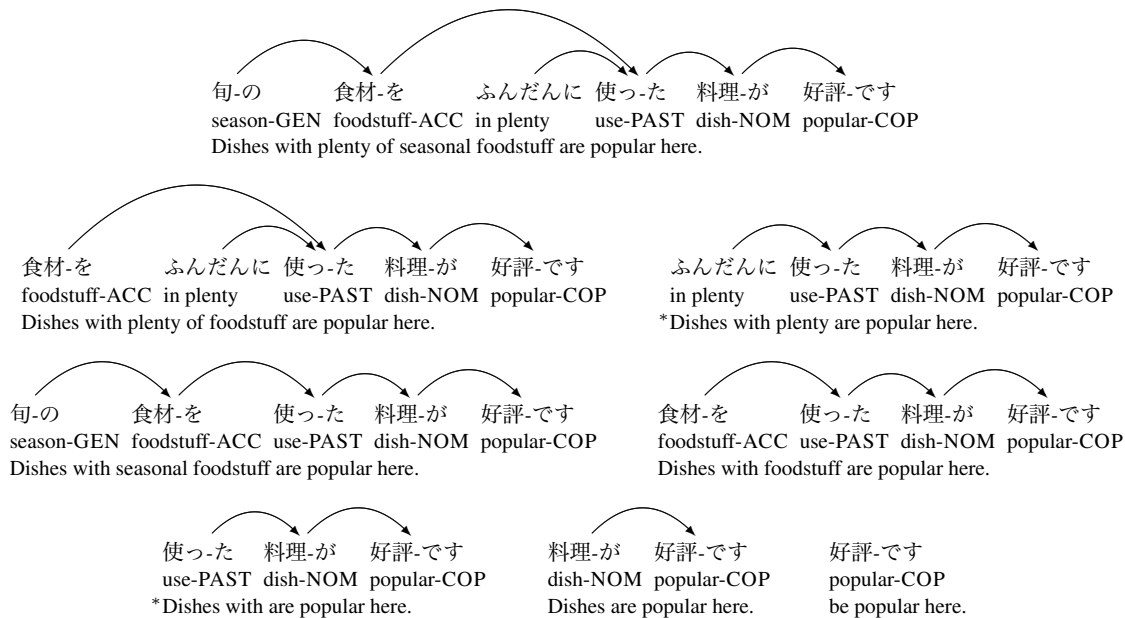 旬-の 食材-を ふんだんに 使っ-た 料理-が 好評-です
season-GEN foodstuff-ACC in plenty use-PAST dish-NOM popular-COP
Dishes with plenty of seasonal foodstuff are popular here.
食材-を ふんだんに 使っ-た 料理-が 好評-です
foodstuff-ACC in plenty use-PAST dish-NOM popular-COP
Dishes with plenty of foodstuff are popular here.
ふんだんに 使っ-た 料理-が 好評-です
in plenty use-PAST dish-NOM popular-COP
*Dishes with plenty are popular here.
旬-の 食材-を 使っ-た 料理-が 好評-です
season-GEN foodstuff-ACC use-PAST dish-NOM popular-COP
Dishes with seasonal foodstuff are popular here.
食材-を 使っ-た 料理-が 好評-です
foodstuff-ACC use-PAST dish-NOM popular-COP
Dishes with foodstuff are popular here.
使っ-た 料理-が 好評-です
use-PAST dish-NOM popular-COP
*Dishes with are popular here.
料理-が 好評-です
dish-NOM popular-COP
Dishes are popular here.
好評-です
popular-COP
be popular here.